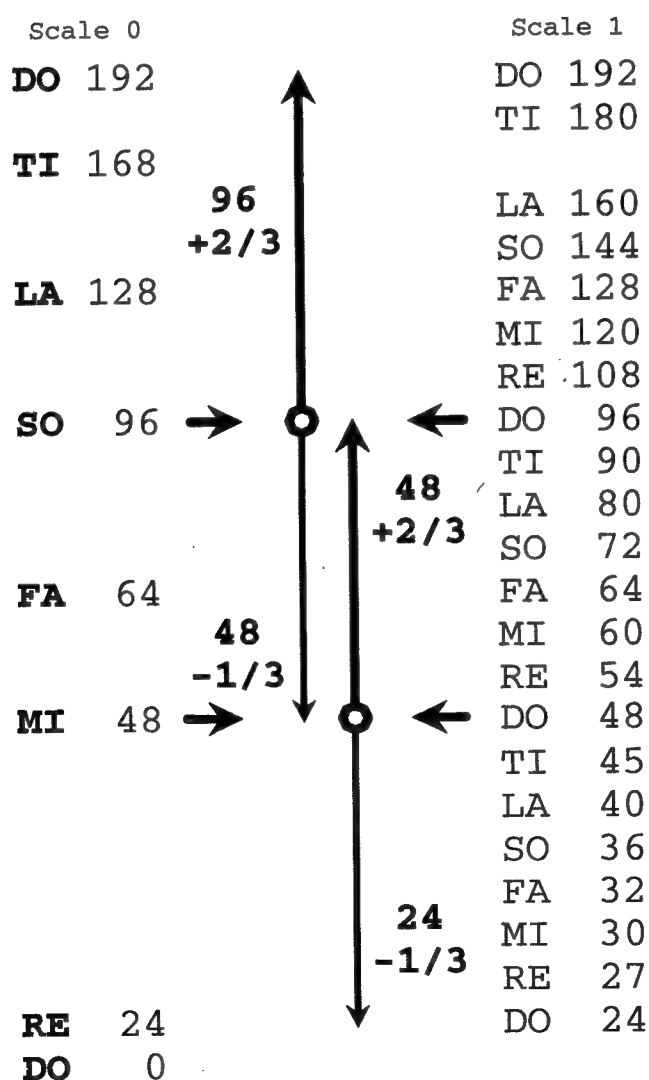 Scale 0
DO 192
TI 168
LA 128
SO 96
FA 64
MI 48
RE 24
DO 0
96
+2/3
48
-1/3
48
+2/3
24
-1/3
Scale 1
DO 192
TI 180
LA 160
SO 144
FA 128
MI 120
RE 108
DO 96
TI 90
LA 80
SO 72
FA 64
MI 60
RE 54
DO 48
TI 45
LA 40
SO 36
FA 32
MI 30
RE 27
DO 24